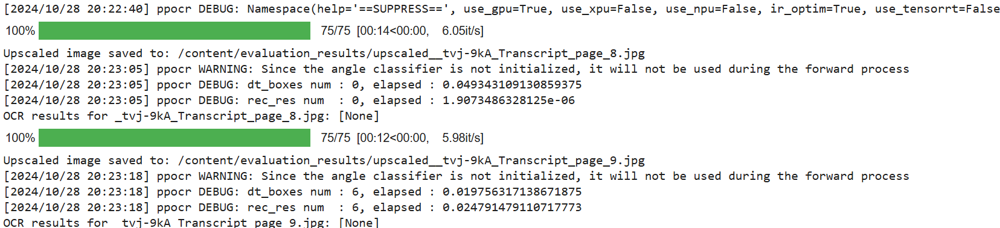 [2024/10/28 20:22:40] ppocr DEBUG: Namespace(help='==SUPPRESS==', use_gpu=True, use_xpu=False, use_npu=False, ir_optim=True, use_tensorrt=False
100% 75/75 [00:14<00:00, 6.05it/s]
Upscaled image saved to: /content/evaluation_results/upscaled__tvj-9kA_Transcript_page_8.jpg
[2024/10/28 20:23:05] ppocr WARNING: Since the angle classifier is not initialized, it will not be used during the forward process
[2024/10/28 20:23:05] ppocr DEBUG: dt_boxes num : 0, elapsed : 0.049343109130859375
[2024/10/28 20:23:05] ppocr DEBUG: rec_res num  : 0, elapsed : 1.9073486328125e-06
OCR results for _tvj-9kA_Transcript_page_8.jpg: [None]
100% 75/75 [00:12<00:00, 5.98it/s]
Upscaled image saved to: /content/evaluation_results/upscaled__tvj-9kA_Transcript_page_9.jpg
[2024/10/28 20:23:18] ppocr WARNING: Since the angle classifier is not initialized, it will not be used during the forward process
[2024/10/28 20:23:18] ppocr DEBUG: dt_boxes num : 6, elapsed : 0.019756317138671875
[2024/10/28 20:23:18] ppocr DEBUG: rec_res num  : 6, elapsed : 0.024791479110717773
OCR results for _tvj-9kA_Transcript_page_9.jpg: [None]